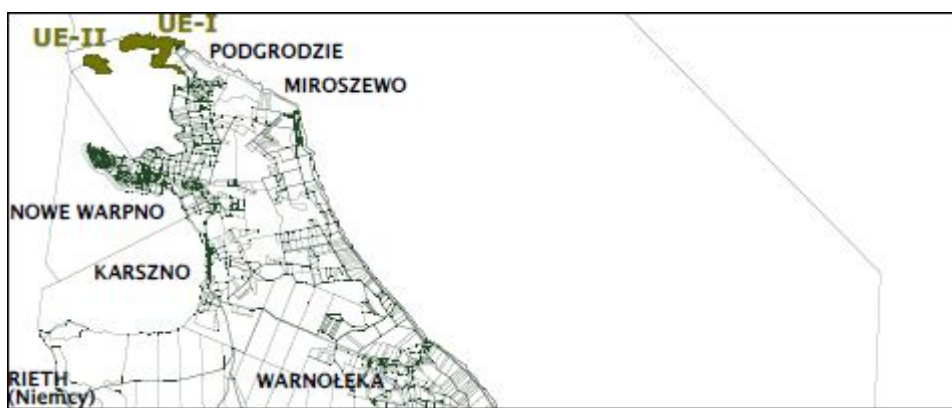 UE-I
UE-II
PODGRODZIE
MIROSZEWO
NOWE WARPNO
KARSZNO
WARNOŁĘKA
RIETH
(Niemcy)